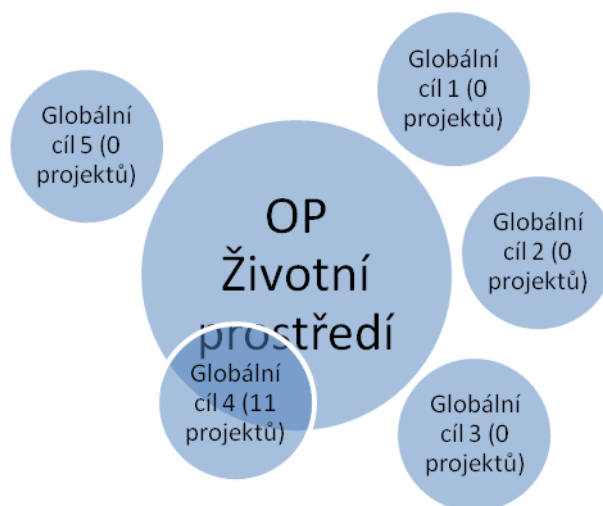 Globální
cíl 1 (0
projektů)
Globální
cíl 2 (0
projektů)
Globální
cíl 3 (0
projektů)
Globální
cíl 4 (11
projektů)
Globální
cíl 5 (0
projektů)
OP
Životní
prostředí